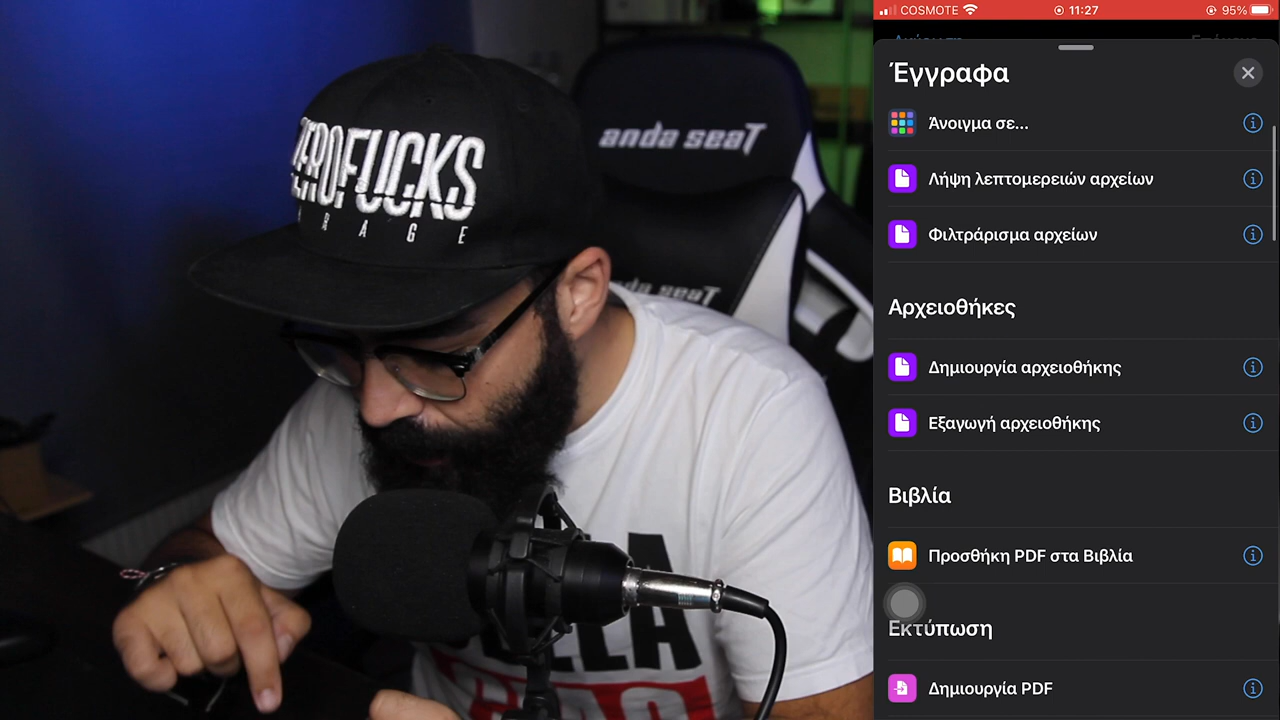 FUCKS
anda seaT
COSMOTE
11:27
95%
Έγγραφα
Άνοιγμα σε...
Λήψη λεπτομερειών αρχείων
Φιλτράρισμα αρχείων
Αρχειοθήκες
Δημιουργία αρχειοθήκης
Εξαγωγή αρχειοθήκης
Βιβλία
Προσθήκη PDF στα Βιβλία
Εκτύπωση
Δημιουργία PDF